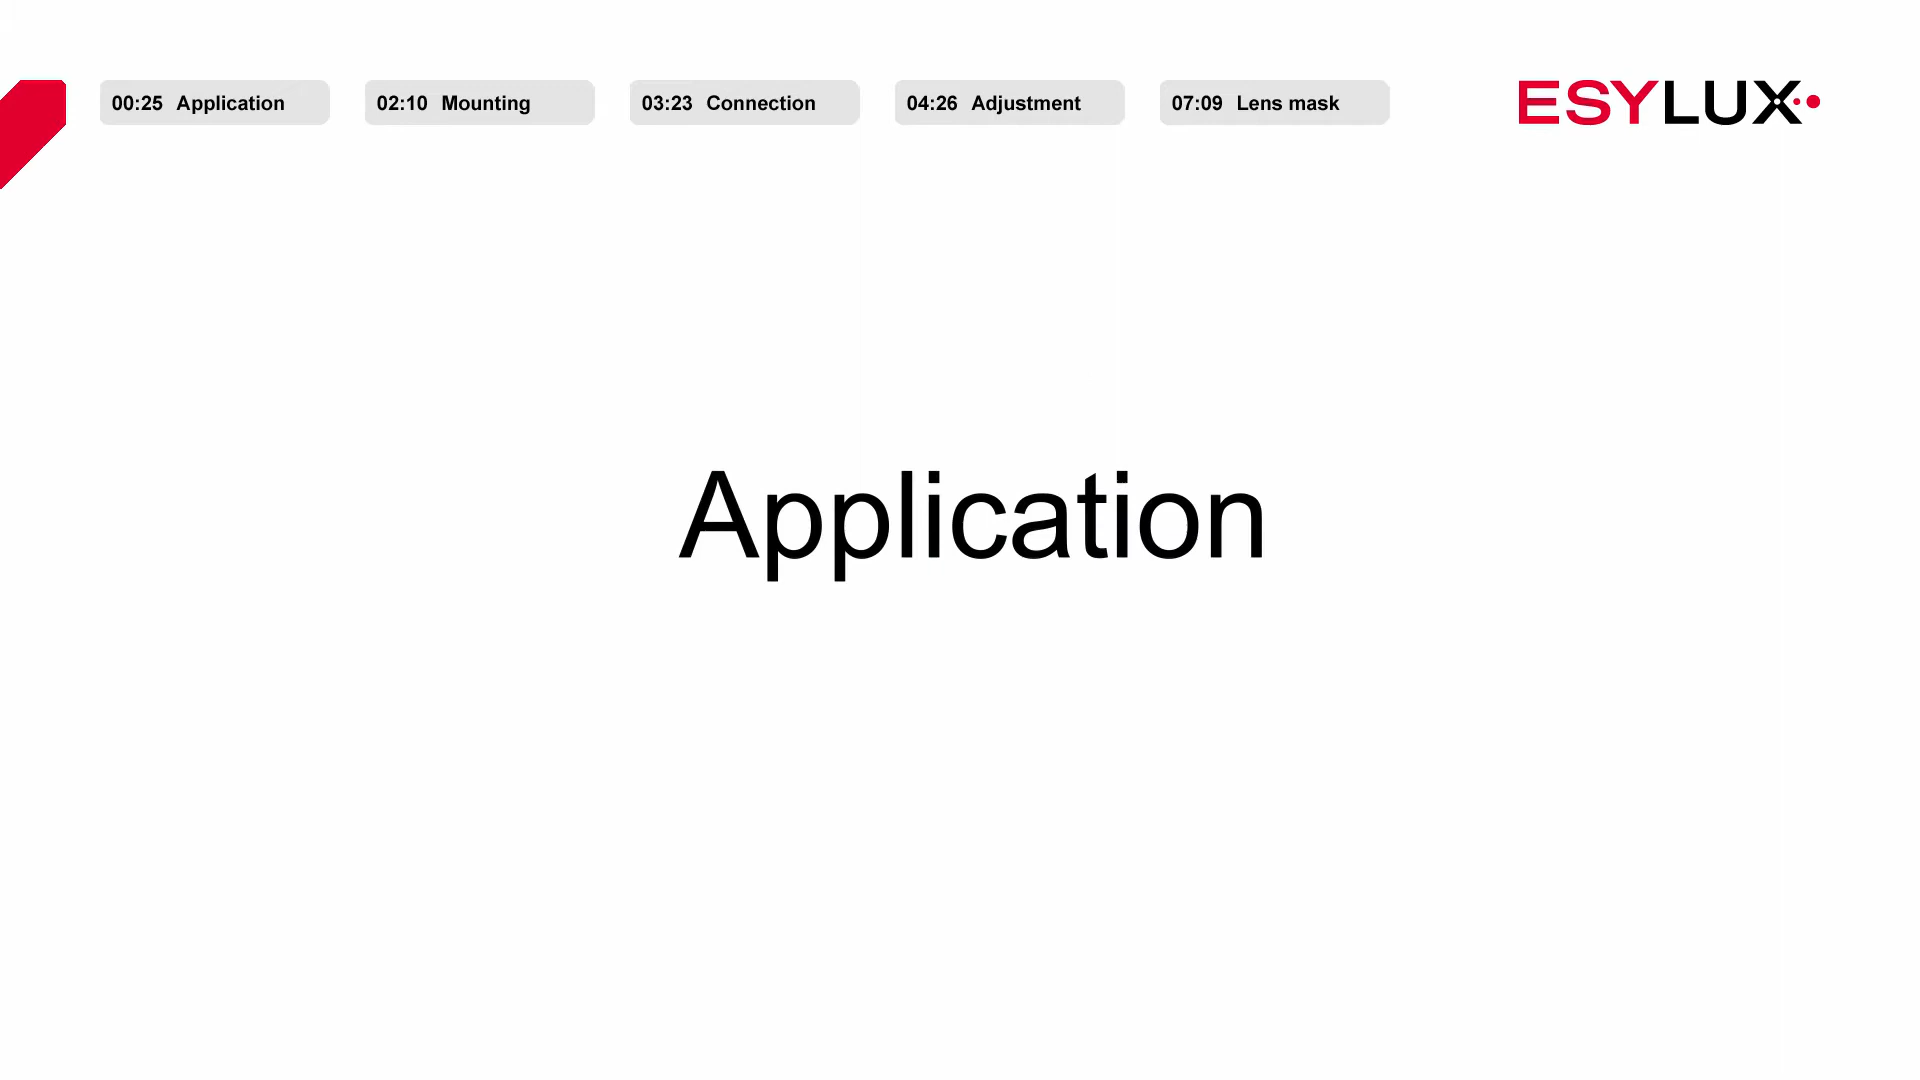 00:25 Application
02:10 Mounting
03:23 Connection
04:26 Adjustment
07:09 Lens mask
ESYLUX
Application